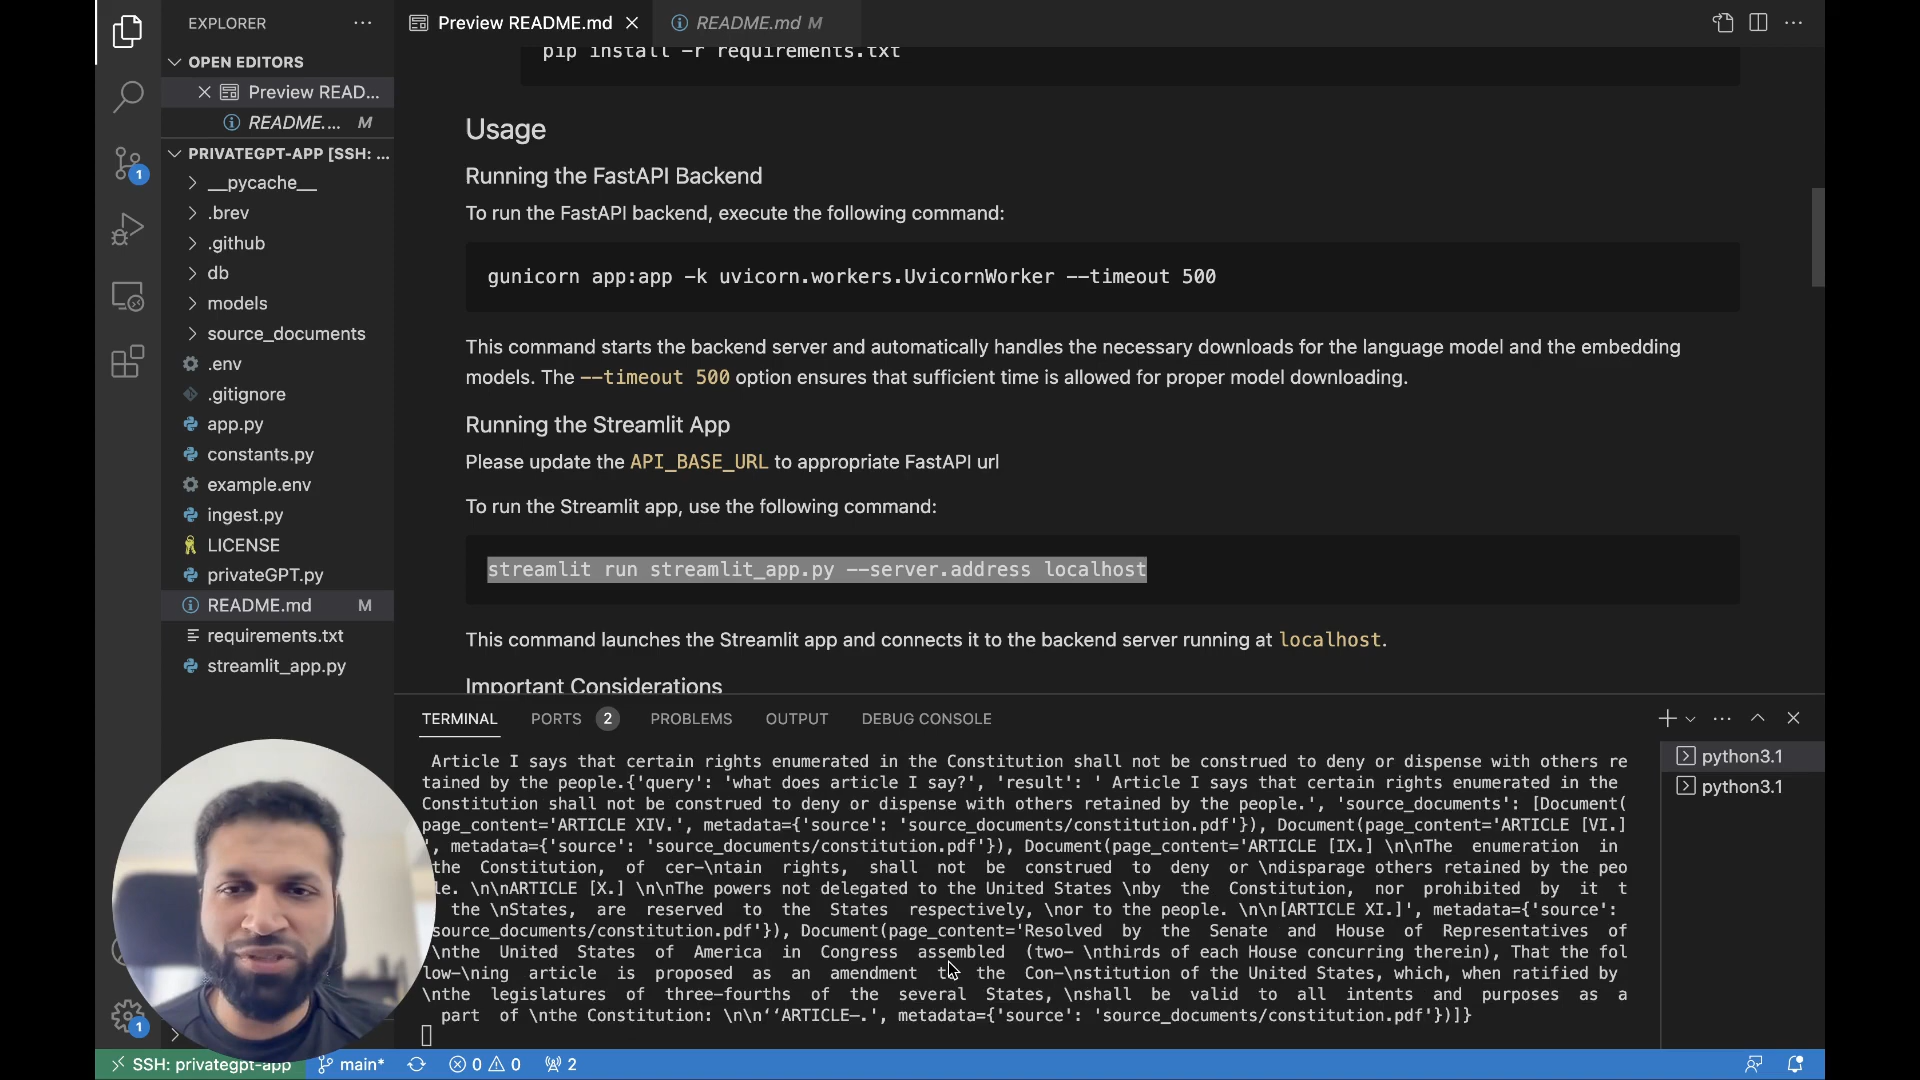 EXPLORER
Preview README.md
README.md M
OPEN EDITORS
Preview READ...
README.... M
PRIVATEGPT-APP [SSH: ...
__pycache__
.brev
.github
db
models
source_documents
.env
.gitignore
app.py
constants.py
example.env
ingest.py
LICENSE
privateGPT.py
README.md M
requirements.txt
streamlit_app.py
1
1
pip install -r requirements.txt
Usage
Running the FastAPI Backend
To run the FastAPI backend, execute the following command:
gunicorn app:app -k uvicorn.workers.UvicornWorker --timeout 500
This command starts the backend server and automatically handles the necessary downloads for the language model and the embedding
models. The --timeout 500 option ensures that sufficient time is allowed for proper model downloading.
Running the Streamlit App
Please update the API_BASE_URL to appropriate FastAPI url
To run the Streamlit app, use the following command:
streamlit run streamlit_app.py --server.address localhost
This command launches the Streamlit app and connects it to the backend server running at localhost.
Important Considerations
TERMINAL PORTS 2 PROBLEMS OUTPUT DEBUG CONSOLE
python3.1
python3.1
Article I says that certain rights enumerated in the Constitution shall not be construed to deny or dispense with others re
tained by the people.{'query': 'what does article I say?', 'result': ' Article I says that certain rights enumerated in the
Constitution shall not be construed to deny or dispense with others retained by the people.', 'source_documents': [Document(
page_content='ARTICLE XIV.', metadata={'source': 'source_documents/constitution.pdf'}), Document(page_content='ARTICLE [VI.]
', metadata={'source': 'source_documents/constitution.pdf'}), Document(page_content='ARTICLE [IX.] \n\nThe enumeration in
the Constitution, of cer-\ntain rights, shall not be construed to deny or \ndisparage others retained by the peo
le. \n\nARTICLE [X.] \n\nThe powers not delegated to the United States \nby the Constitution, nor prohibited by it t
the \nStates, are reserved to the States respectively, \nor to the people. \n\n[ARTICLE XI.]', metadata={'source':
source_documents/constitution.pdf'}), Document(page_content='Resolved by the Senate and House of Representatives of
\nthe United States of America in Congress assembled (two- \nthirds of each House concurring therein), That the fol
low-\ning article is proposed as an amendment to the Con-\nstitution of the United States, which, when ratified by
\nthe legislatures of three-fourths of the several States, \nshall be valid to all intents and purposes as a
part of \nthe Constitution: \n\n‘‘ARTICLE—.', metadata={'source': 'source_documents/constitution.pdf'})]}
SSH: privategpt-app main* 0 0 2